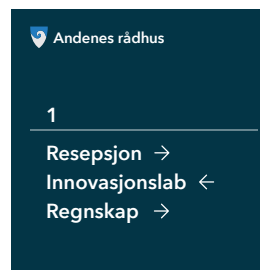 Andenes rådhus
1
Resepsjon →
Innovasjonslab ←
Regnskap →